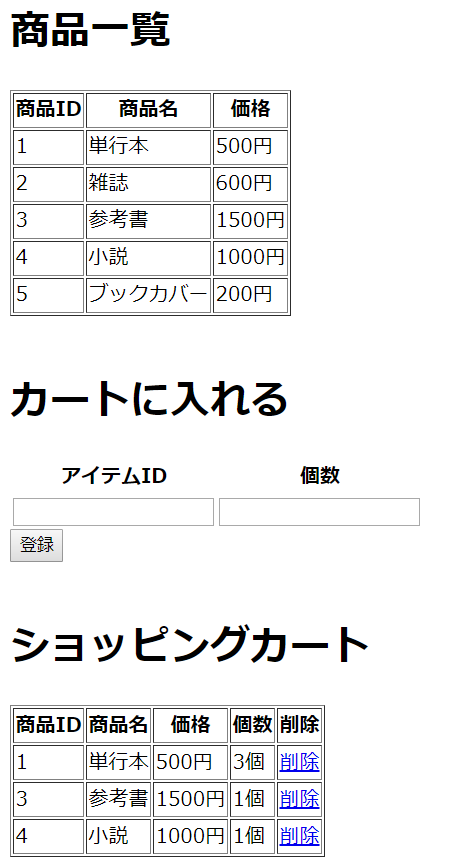 商品一覧
商品ID 商品名 価格
1 単行本 500円
2 雑誌 600円
3 参考書 1500円
4 小説 1000円
5 ブックカバー 200円
カートに入れる
アイテムID 個数
登録
ショッピングカート
商品ID 商品名 価格 個数 削除
1 単行本 500円 3個 削除
3 参考書 1500円 1個 削除
4 小説 1000円 1個 削除